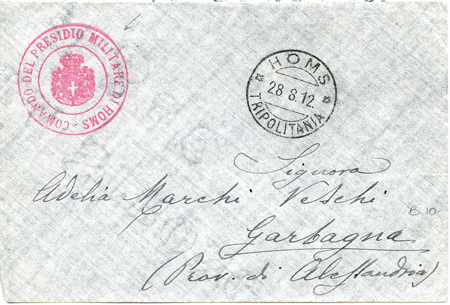 COMANDO DEL PRESIDIO MILITARE DI HOMS
HOMS
28 8.12
TRIPOLITANIA
Signora
Adelia Marchi Veschi
Garbagna
(Prov. di Alessandria)
B 10-